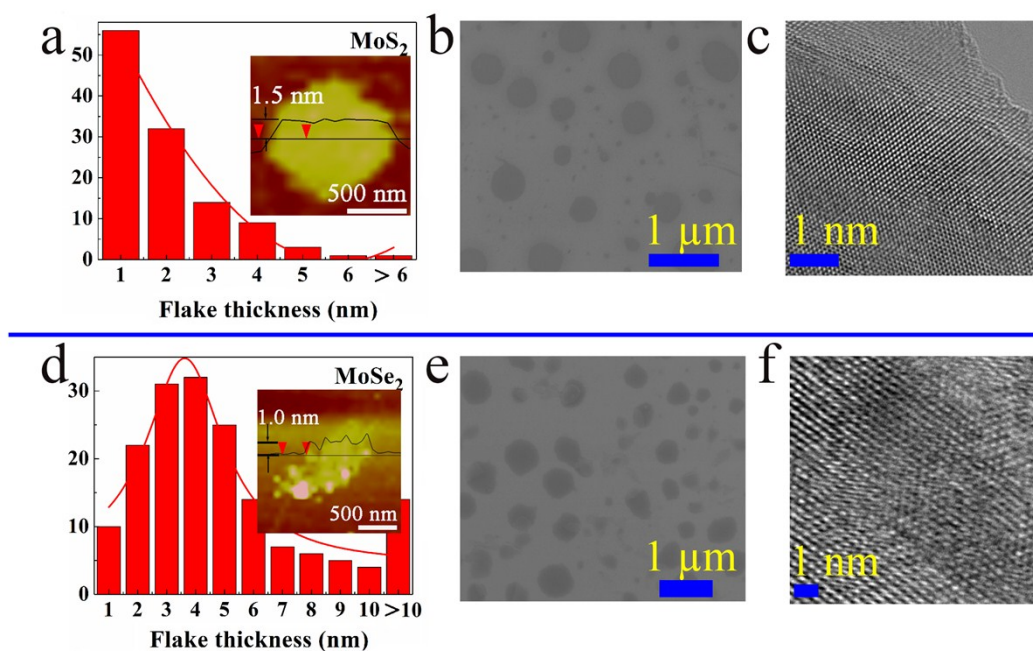 a
MoS2
50
40
30
20
10
0
1 2 3 4 5 6 > 6
Flake thickness (nm)
1.5 nm
500 nm
b
1 µm
c
1 nm
d
MoSe2
30
20
10
0
1 2 3 4 5 6 7 8 9 10 >10
Flake thickness (nm)
1.0 nm
500 nm
e
1 µm
f
1 nm